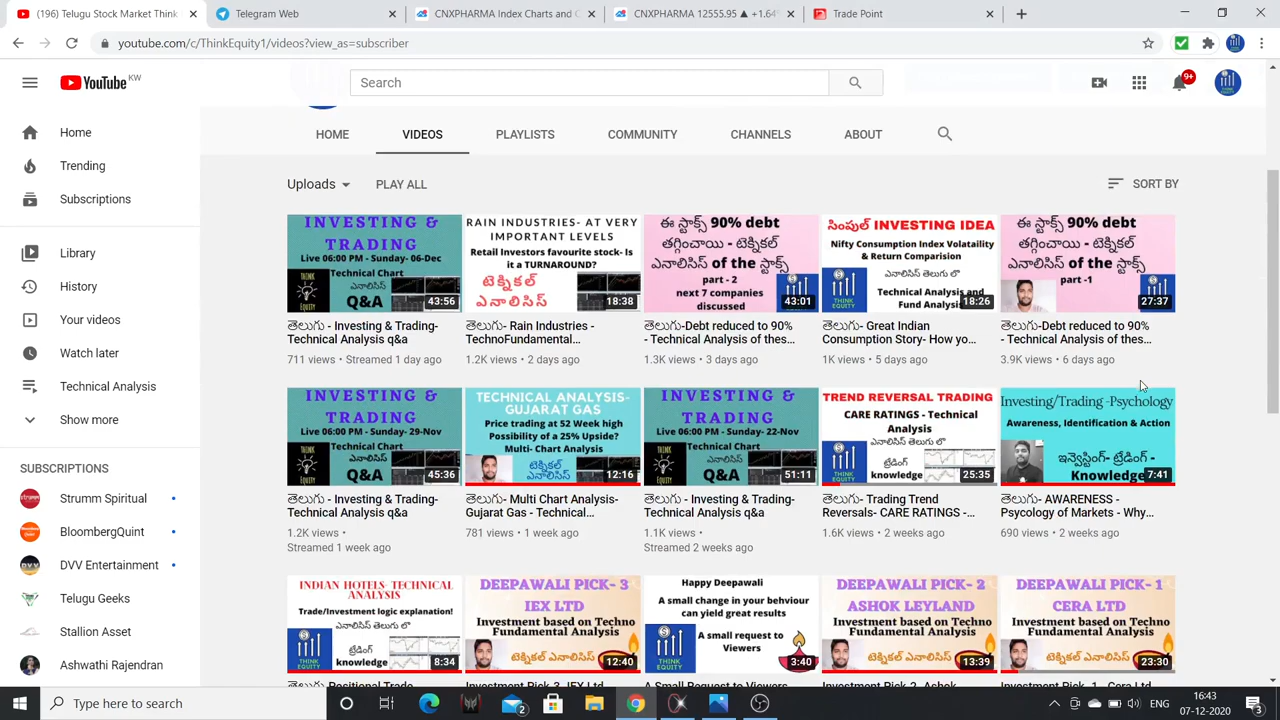 (196) Telugu Stock Market Think
Telegram Web
CNXPHARMA Index Charts and C
CNXPHARMA 12555.95 ▲ +1.64%
Trade Point
youtube.com/c/ThinkEquity1/videos?view_as=subscriber
YouTube KW
Search
9+
HOME
VIDEOS
PLAYLISTS
COMMUNITY
CHANNELS
ABOUT
Home
Trending
Subscriptions
Library
History
Your videos
Watch later
Technical Analysis
Show more
SUBSCRIPTIONS
Strumm Spiritual
BloombergQuint
DVV Entertainment
Telugu Geeks
Stallion Asset
Ashwathi Rajendran
Uploads
PLAY ALL
SORT BY
INVESTING &
TRADING
Live 06:00 PM - Sunday- 06-Dec
Technical Chart
ఎనాలిసిస్
Q&A
43:56
తెలుగు - Investing & Trading-
Technical Analysis q&a
711 views • Streamed 1 day ago
RAIN INDUSTRIES- AT VERY
IMPORTANT LEVELS
Retail Investors favourite stock- Is
it a TURNAROUND?
టెక్నికల్
ఎనాలిసిస్
18:38
తెలుగు- Rain Industries -
TechnoFundamental...
1.2K views • 2 days ago
ఈ స్టాక్స్ 90% debt
తగ్గించాయి - టెక్నికల్
ఎనాలిసిస్ of the స్టాక్స్
part - 2
next 7 companies
discussed
43:01
తెలుగు-Debt reduced to 90%
- Technical Analysis of thes...
1.3K views • 3 days ago
సింపుల్ INVESTING IDEA
Nifty Consumption Index Volataility
& Return Comparision
ఎనాలిసిస్ తెలుగు లో
Technical Analysis and
Fund Analysis
THINK
EQUITY
18:26
తెలుగు- Great Indian
Consumption Story- How yo...
1K views • 5 days ago
ఈ స్టాక్స్ 90% debt
తగ్గించాయి - టెక్నికల్
ఎనాలిసిస్ of the స్టాక్స్
part -1
27:37
తెలుగు-Debt reduced to 90%
- Technical Analysis of thes...
3.9K views • 6 days ago
INVESTING &
TRADING
Live 06:00 PM - Sunday- 29-Nov
Technical Chart
ఎనాలిసిస్
Q&A
45:36
తెలుగు - Investing & Trading-
Technical Analysis q&a
1.2K views •
Streamed 1 week ago
TECHNICAL ANALYSIS-
GUJARAT GAS
Price trading at 52 Week high
Possibility of a 25% Upside?
Multi- Chart Analysis
టెక్నికల్
12:16
తెలుగు- Multi Chart Analysis-
Gujarat Gas - Technical...
781 views • 1 week ago
INVESTING &
TRADING
Live 06:00 PM - Sunday- 22-Nov
Technical Chart
ఎనాలిసిస్
Q&A
51:11
తెలుగు - Investing & Trading-
Technical Analysis q&a
1.1K views •
Streamed 2 weeks ago
TREND REVERSAL TRADING
CARE RATINGS - Technical
Analysis
ఎనాలిసిస్ తెలుగు లో
ట్రేడింగ్
knowledge
THINK
EQUITY
25:35
తెలుగు- Trading Trend
Reversals- CARE RATINGS -...
1.6K views • 2 weeks ago
Investing/Trading -Psychology
Awareness, Identification & Action
ఇన్వెస్టింగ్- ట్రేడింగ్ -
Knowledge
7:41
తెలుగు- AWARENESS -
Psycology of Markets - Why...
690 views • 2 weeks ago
INDIAN HOTELS- TECHNICAL
ANALYSIS
Trade/Investment logic explanation!
ఎనాలిసిస్ తెలుగు లో
ట్రేడింగ్
knowledge
THINK
EQUITY
8:34
DEEPAWALI PICK- 3
IEX LTD
Investment based on Techno
Fundamental Analysis
టెక్నికల్ ఎనాలిసిస్
12:40
Happy Deepawali
A small change in your behviour
can yield great results
A small request to
Viewers
THINK
EQUITY
3:40
DEEPAWALI PICK- 2
ASHOK LEYLAND
Investment based on Techno
Fundamental Analysis
టెక్నికల్ ఎనాలిసిస్
13:39
DEEPAWALI PICK- 1
CERA LTD
Investment based on Techno
Fundamental Analysis
టెక్నికల్ ఎనాలిసిస్
23:30
Type here to search
2
ENG
16:43
07-12-2020
3